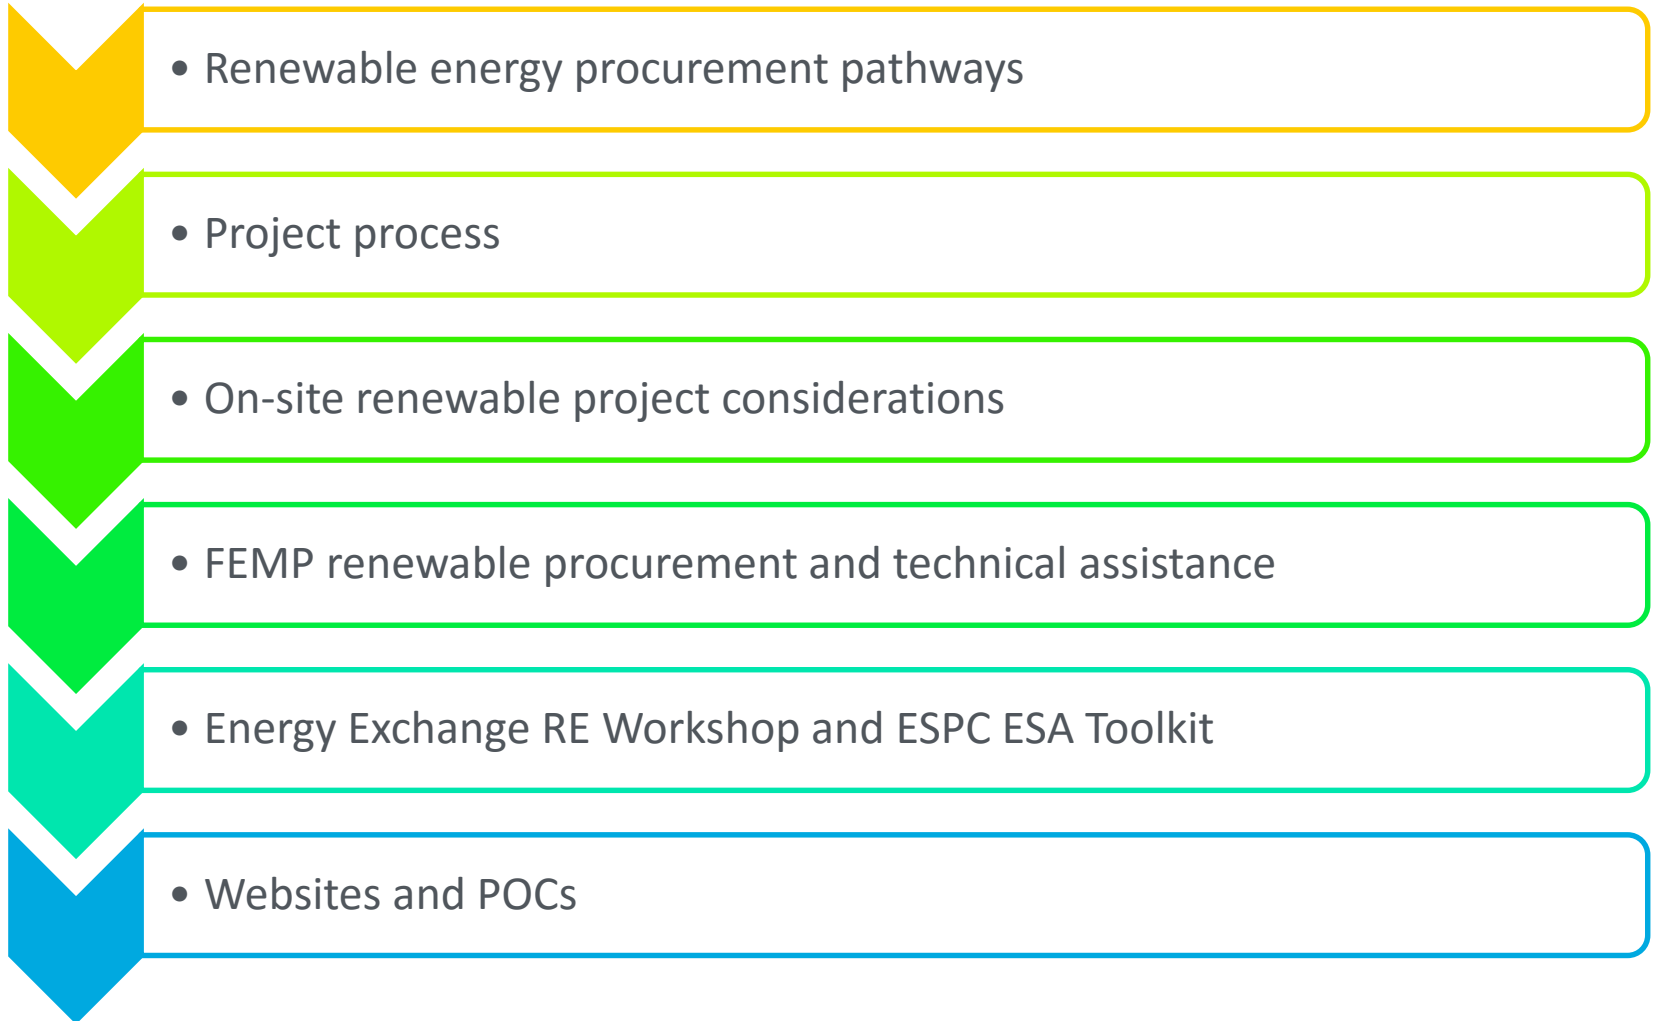 • Renewable energy procurement pathways
• Project process
• On-site renewable project considerations
• FEMP renewable procurement and technical assistance
• Energy Exchange RE Workshop and ESPC ESA Toolkit
• Websites and POCs